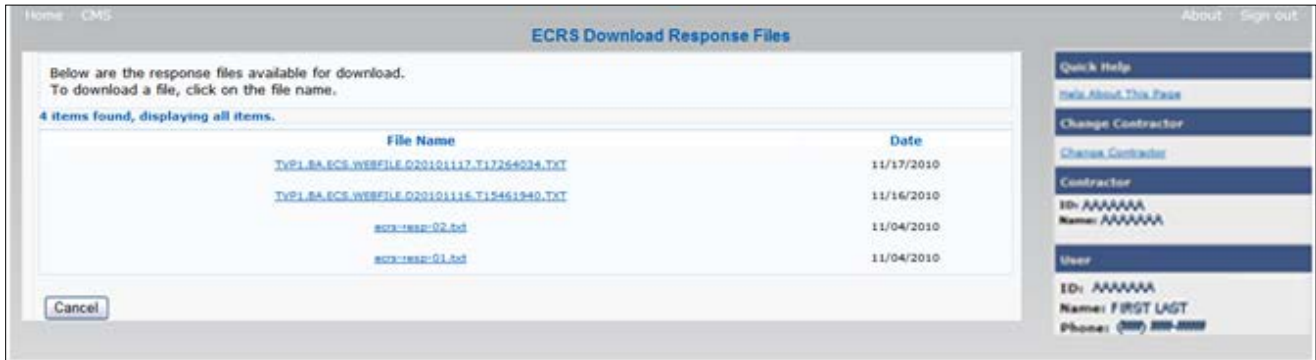 Home CMS
About Sign out
ECRS Download Response Files
Below are the response files available for download.
To download a file, click on the file name.
4 items found, displaying all items.
File Name Date
TVP1.BA.ECS.WEBFILE.D20101117.T17264034.TXT 11/17/2010
TVP1.BA.ECS.WEBFILE.D20101116.T15461940.TXT 11/16/2010
ecrs-resp-02.txt 11/04/2010
ecrs-resp-01.txt 11/04/2010
Cancel
Quick Help
Help About This Page
Change Contractor
Change Contractor
Contractor
ID: AAAAAAA
Name: AAAAAAA
User
ID: AAAAAAA
Name: FIRST LAST
Phone: